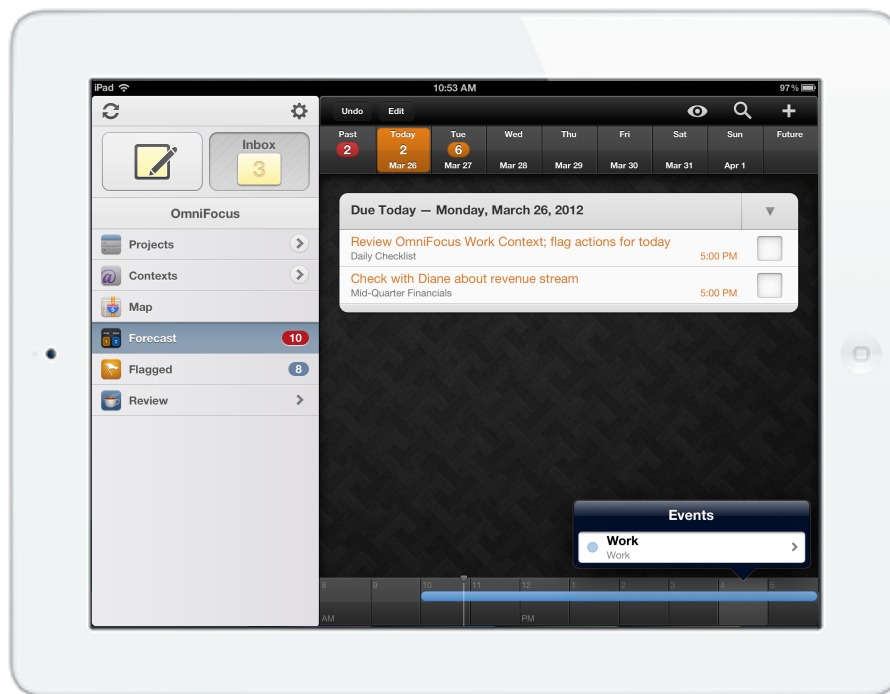 iPad
10:53 AM
97%
Undo
Edit
Inbox
3
Past
2
Today
2
Mar 26
Tue
6
Mar 27
Wed
Mar 28
Thu
Mar 29
Fri
Mar 30
Sat
Mar 31
Sun
Apr 1
Future
OmniFocus
Projects
Contexts
Map
Forecast
10
Flagged
8
Review
Due Today — Monday, March 26, 2012
Review OmniFocus Work Context; flag actions for today
Daily Checklist
5:00 PM
Check with Diane about revenue stream
Mid-Quarter Financials
5:00 PM
Events
Work
Work
8 9 10 11 12 1 2 3 4 5
AM PM